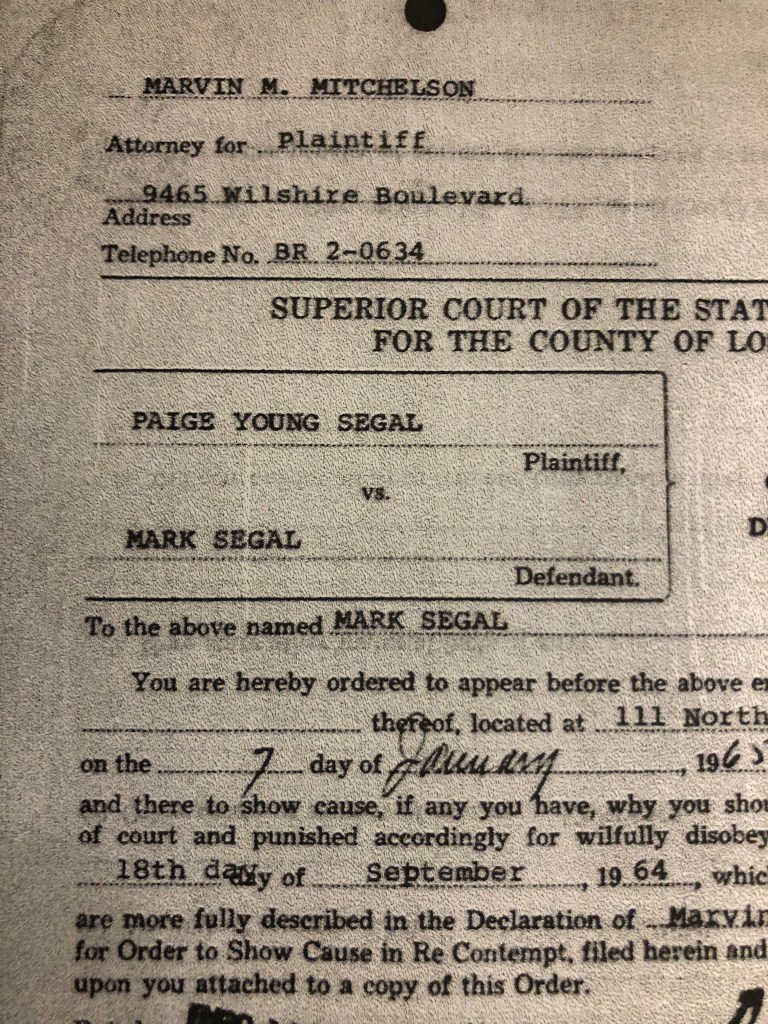 MARVIN M. MITCHELSON
Attorney for Plaintiff
9465 Wilshire Boulevard
Address
Telephone No. BR 2-0634
SUPERIOR COURT OF THE STAT
FOR THE COUNTY OF LO
PAIGE YOUNG SEGAL
Plaintiff,
vs.
D
MARK SEGAL
Defendant.
To the above named MARK SEGAL
You are hereby ordered to appear before the above e
thereof, located at 111 North
on the 7 day of January, 1965
and there to show cause, if any you have, why you shou
of court and punished accordingly for wilfully disobey
18th day day of September, 1964, whic
are more fully described in the Declaration of Marvin
for Order to Show Cause in Re Contempt, filed herein and
upon you attached to a copy of this Order.